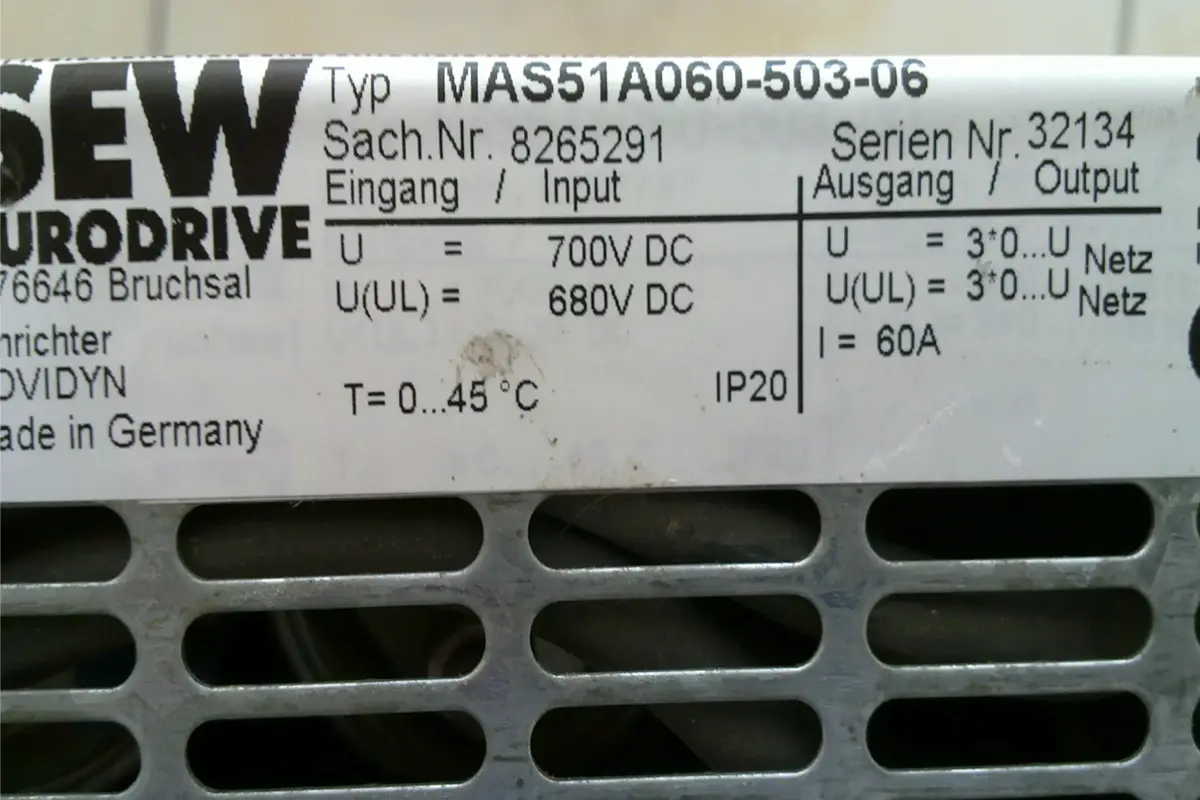 SEW
URODRIVE
76646 Bruchsal
nrichter
OVIDYN
ade in Germany
Typ MAS51A060-503-06
Sach.Nr. 8265291 Serien Nr. 32134
Eingang / Input Ausgang / Output
U = 700V DC U = 3*0...U Netz
U(UL) = 680V DC U(UL) = 3*0...U Netz
I = 60A
T= 0...45 °C IP20